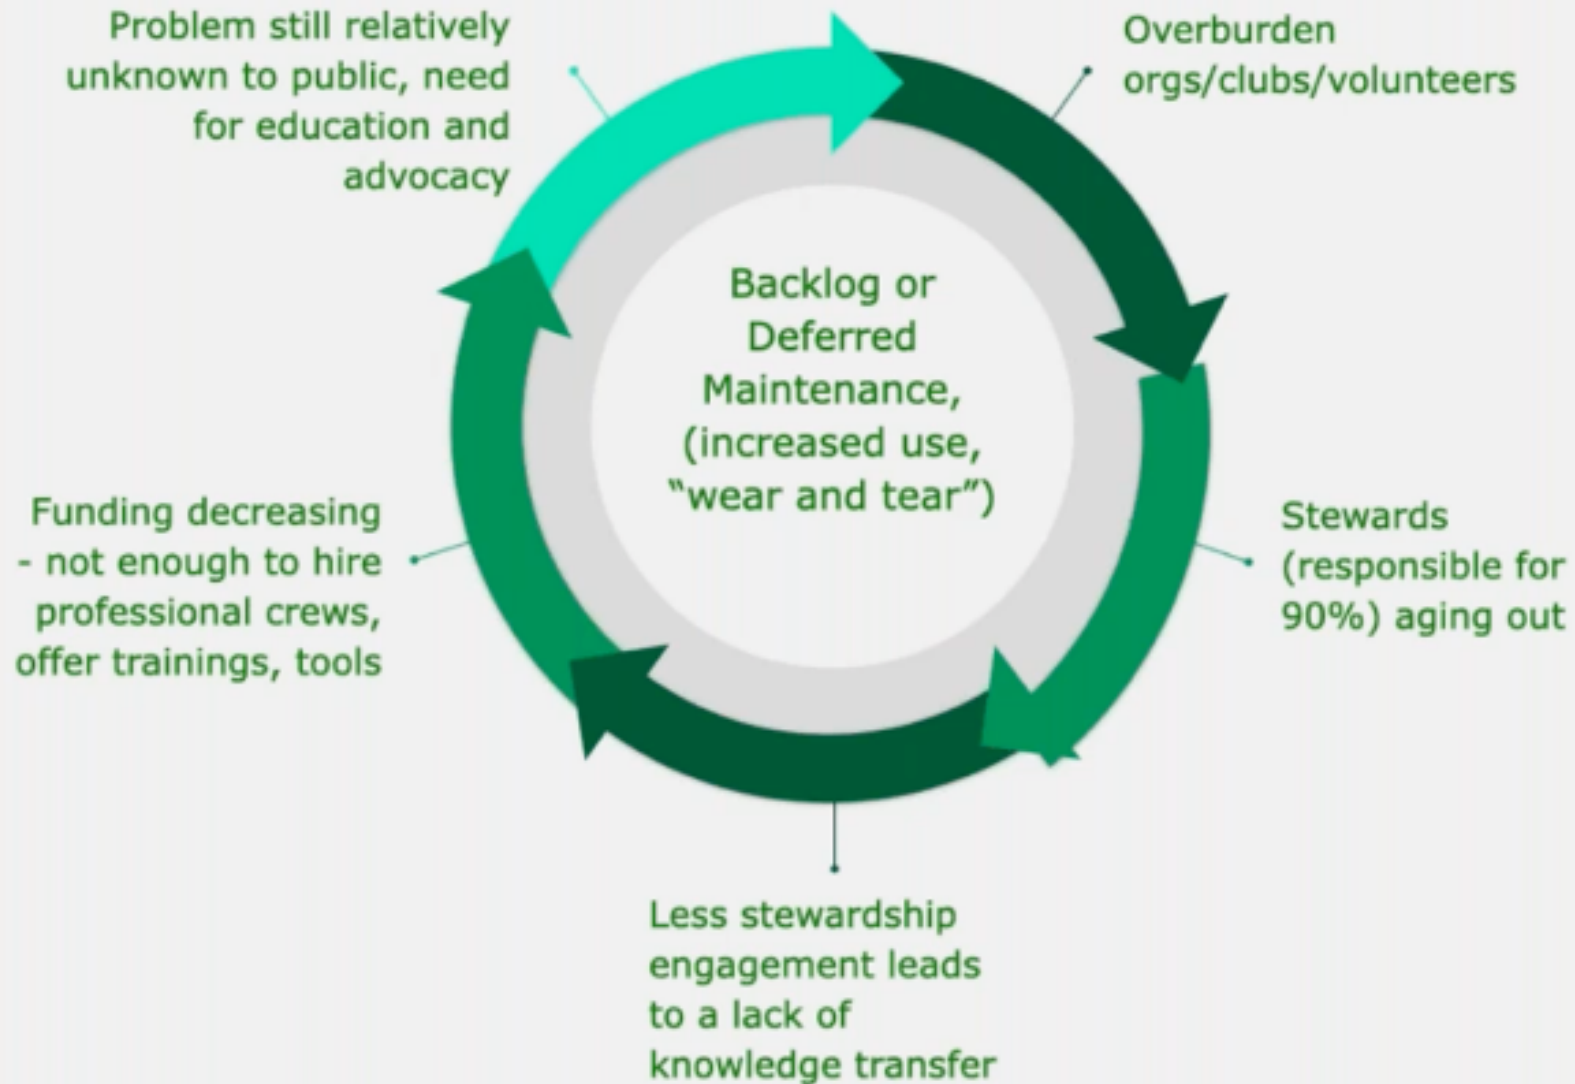 Problem still relatively
unknown to public, need
for education and
advocacy
Overburden
orgs/clubs/volunteers
Backlog or
Deferred
Maintenance,
(increased use,
“wear and tear”)
Stewards
(responsible for
90%) aging out
Less stewardship
engagement leads
to a lack of
knowledge transfer
Funding decreasing
- not enough to hire
professional crews,
offer trainings, tools